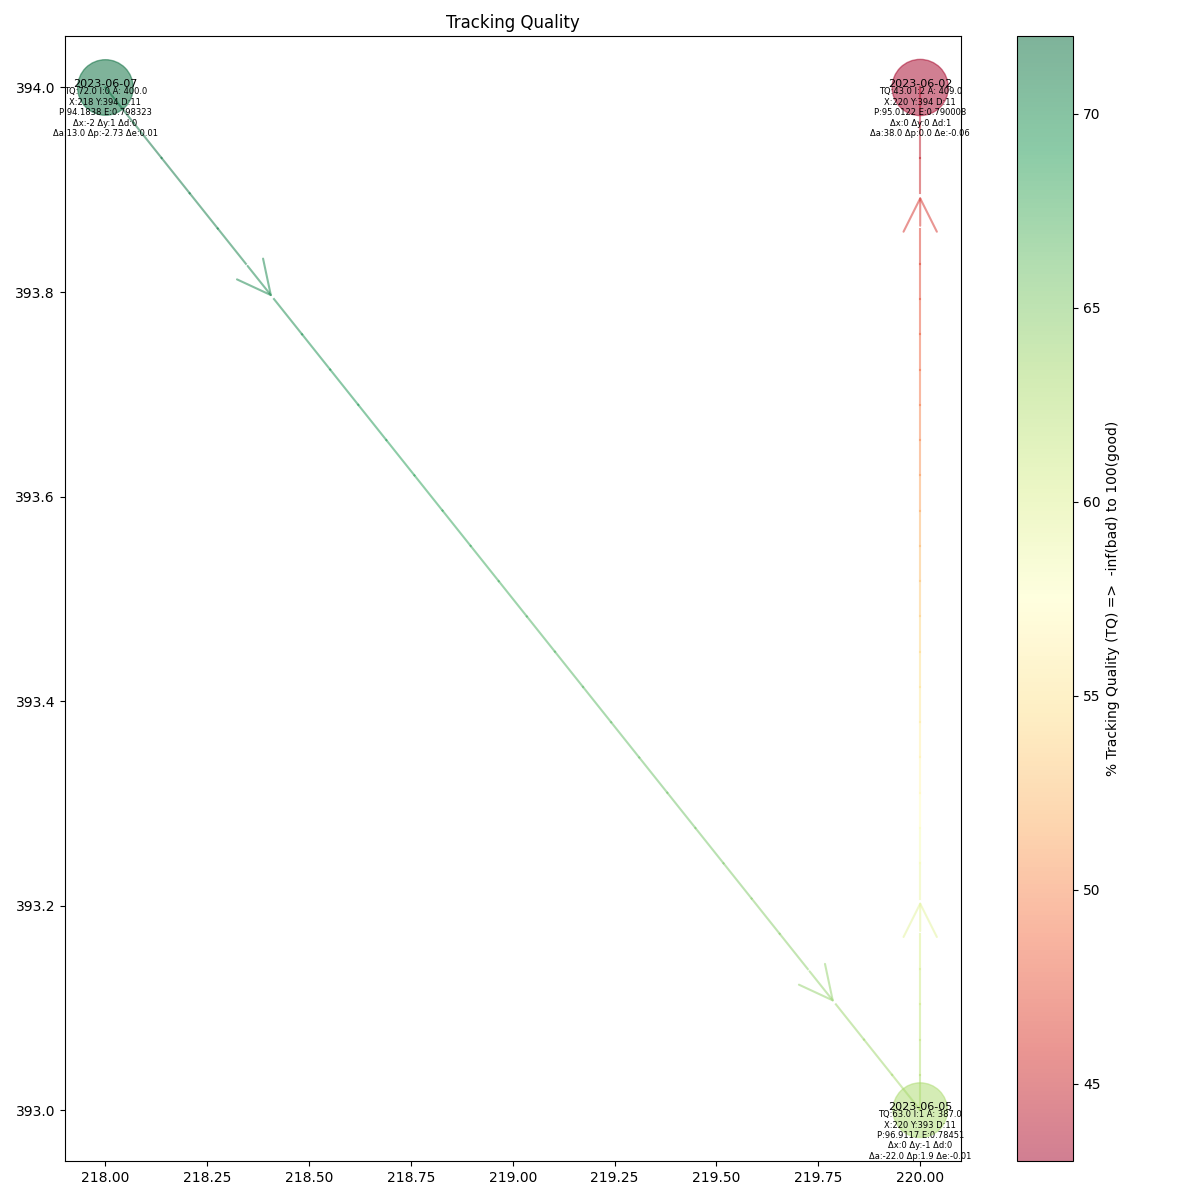 Tracking Quality
2023-06-07
TQ:72.0 I:6 A: 400.0
X:218 Y:394 D:11
P:94.1838 E:0.798323
Δx:-2 Δy:1 Δd:0
Δa:13.0 Δp:-2.73 Δe:0.01
2023-06-02
TQ:43.0 I:2 A: 409.0
X:220 Y:394 D:11
P:95.0122 E:0.790008
Δx:0 Δy:0 Δd:1
Δa:38.0 Δp:0.0 Δe:-0.06
2023-06-05
TQ:63.0 I:1 A: 387.0
X:220 Y:393 D:11
P:96.9117 E:0.78451
Δx:0 Δy:-1 Δd:0
Δa:-22.0 Δp:1.9 Δe:-0.01
394.0
393.8
393.6
393.4
393.2
393.0
218.00 218.25 218.50 218.75 219.00 219.25 219.50 219.75 220.00
70
65
60
55
50
45
% Tracking Quality (TQ) => -inf(bad) to 100(good)